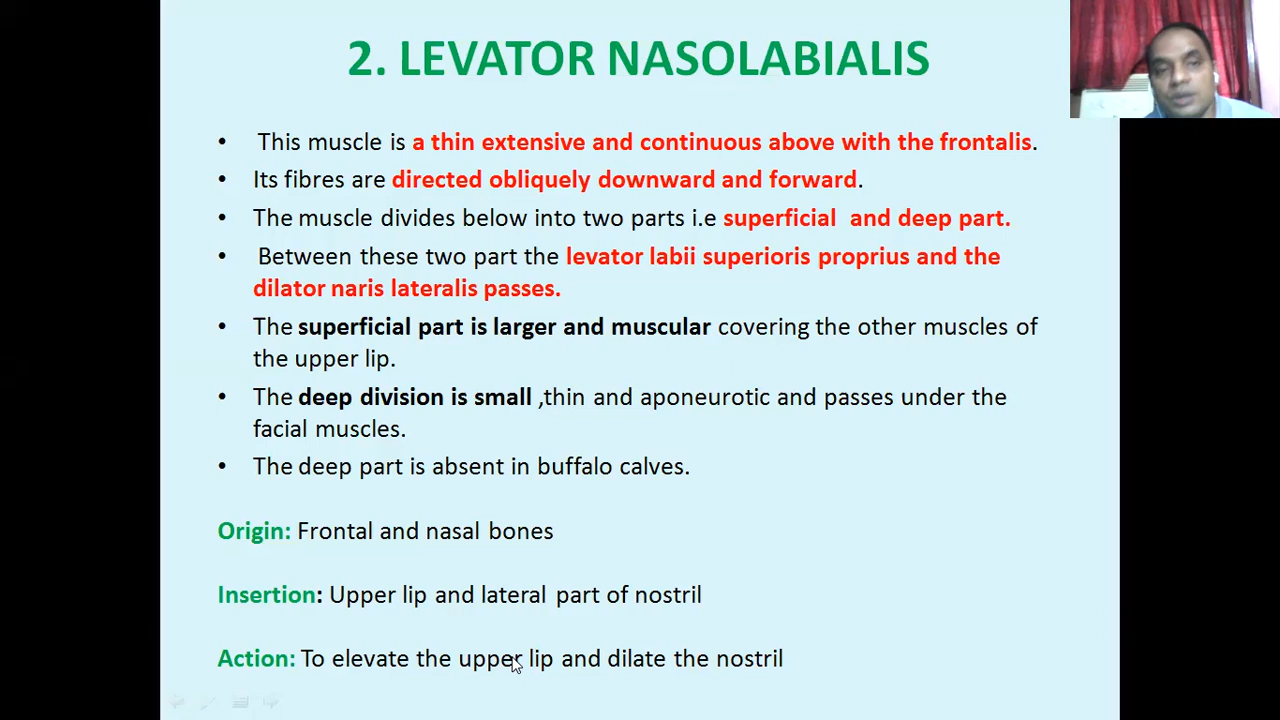 2. LEVATOR NASOLABIALIS
• This muscle is a thin extensive and continuous above with the frontalis.
• Its fibres are directed obliquely downward and forward.
• The muscle divides below into two parts i.e superficial and deep part.
• Between these two part the levator labii superioris proprius and the
dilator naris lateralis passes.
• The superficial part is larger and muscular covering the other muscles of
the upper lip.
• The deep division is small ,thin and aponeurotic and passes under the
facial muscles.
• The deep part is absent in buffalo calves.
Origin: Frontal and nasal bones
Insertion: Upper lip and lateral part of nostril
Action: To elevate the upper lip and dilate the nostril